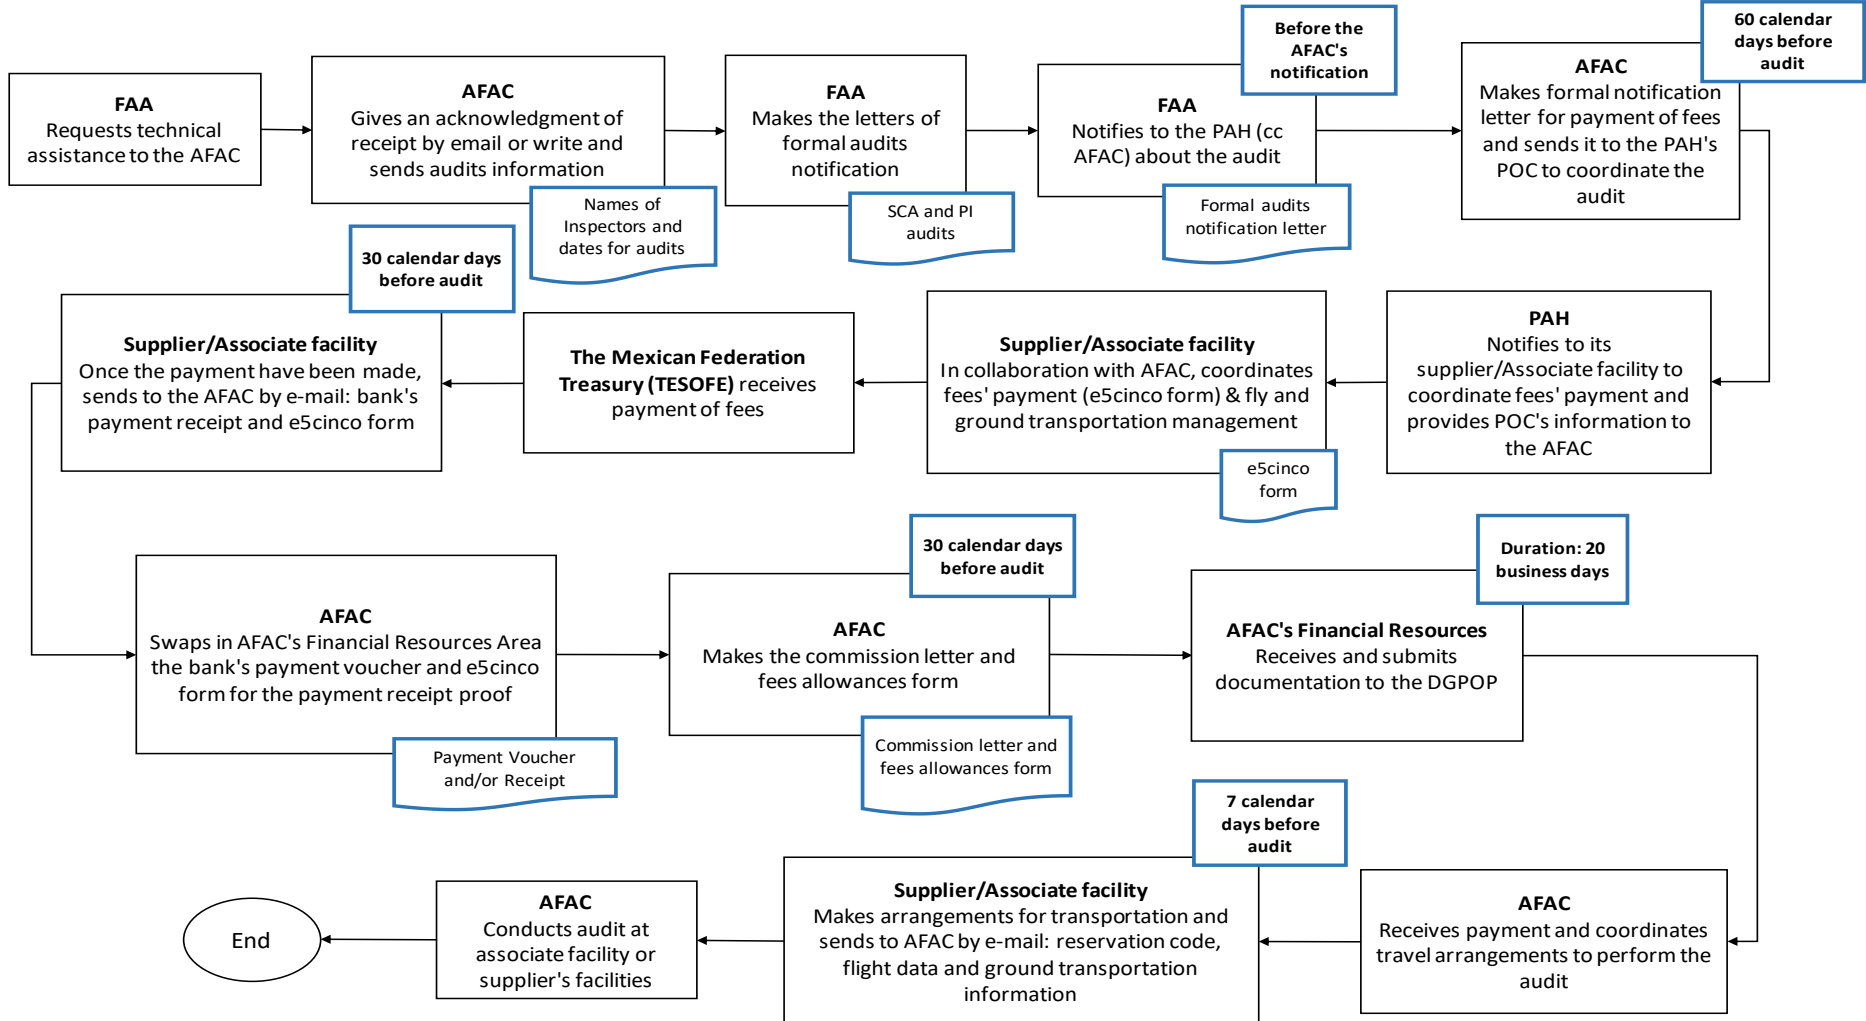 FAA
Requests technical
assistance to the AFAC
AFAC
Gives an acknowledgment of
receipt by email or write and
sends audits information
Names of
Inspectors and
dates for audits
FAA
Makes the letters of
formal audits
notification
SCA and PI
audits
Before the
AFAC's
notification
FAA
Notifies to the PAH (cc
AFAC) about the audit
Formal audits
notification letter
60 calendar
days before
audit
AFAC
Makes formal notification
letter for payment of fees
and sends it to the PAH's
POC to coordinate the
audit
PAH
Notifies to its
supplier/Associate facility to
coordinate fees' payment and
provides POC's information to
the AFAC
Supplier/Associate facility
In collaboration with AFAC, coordinates
fees' payment (e5cinco form) & fly and
ground transportation management
e5cinco
form
The Mexican Federation
Treasury (TESOFE) receives
payment of fees
30 calendar days
before audit
Supplier/Associate facility
Once the payment have been made,
sends to the AFAC by e-mail: bank's
payment receipt and e5cinco form
AFAC
Swaps in AFAC's Financial Resources Area
the bank's payment voucher and e5cinco
form for the payment receipt proof
Payment Voucher
and/or Receipt
30 calendar days
before audit
AFAC
Makes the commission letter and
fees allowances form
Commission letter and
fees allowances form
Duration: 20
business days
AFAC's Financial Resources
Receives and submits
documentation to the DGPOP
AFAC
Receives payment and coordinates
travel arrangements to perform the
audit
7 calendar
days before
audit
Supplier/Associate facility
Makes arrangements for transportation and
sends to AFAC by e-mail: reservation code,
flight data and ground transportation
information
AFAC
Conducts audit at
associate facility or
supplier's facilities
End